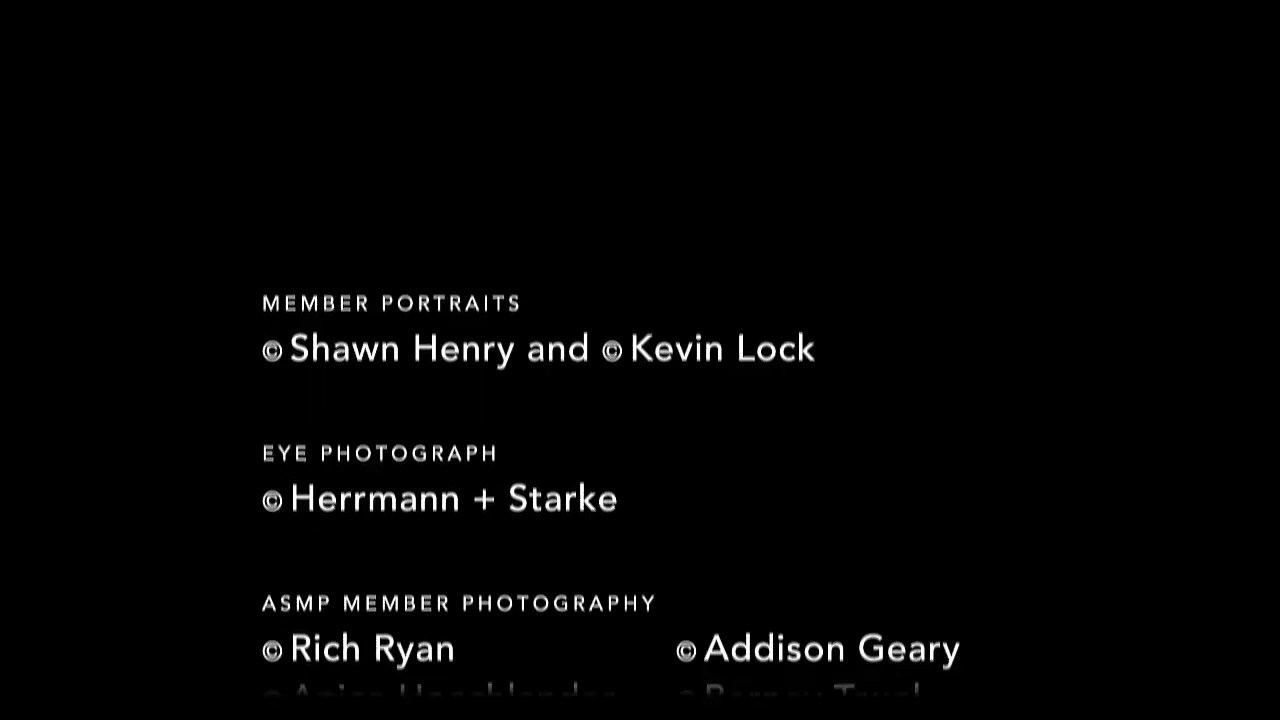 MEMBER PORTRAITS
© Shawn Henry and © Kevin Lock
EYE PHOTOGRAPH
© Herrmann + Starke
ASMP MEMBER PHOTOGRAPHY
© Rich Ryan © Addison Geary